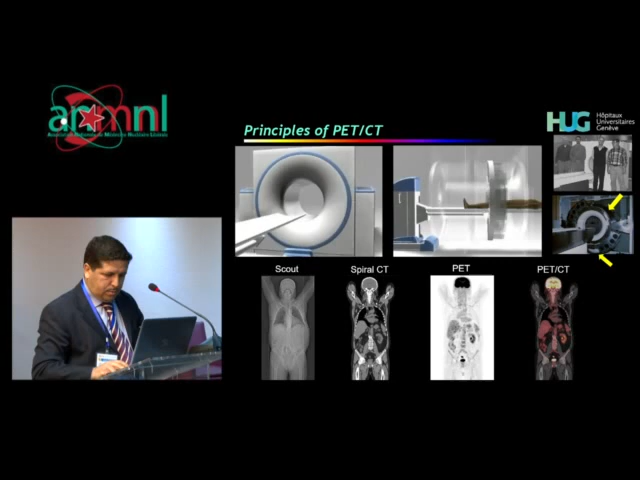 armnl
Principles of PET/CT
HUG
Hôpitaux
Universitaires
Genève
Scout
Spiral CT
PET
PET/CT